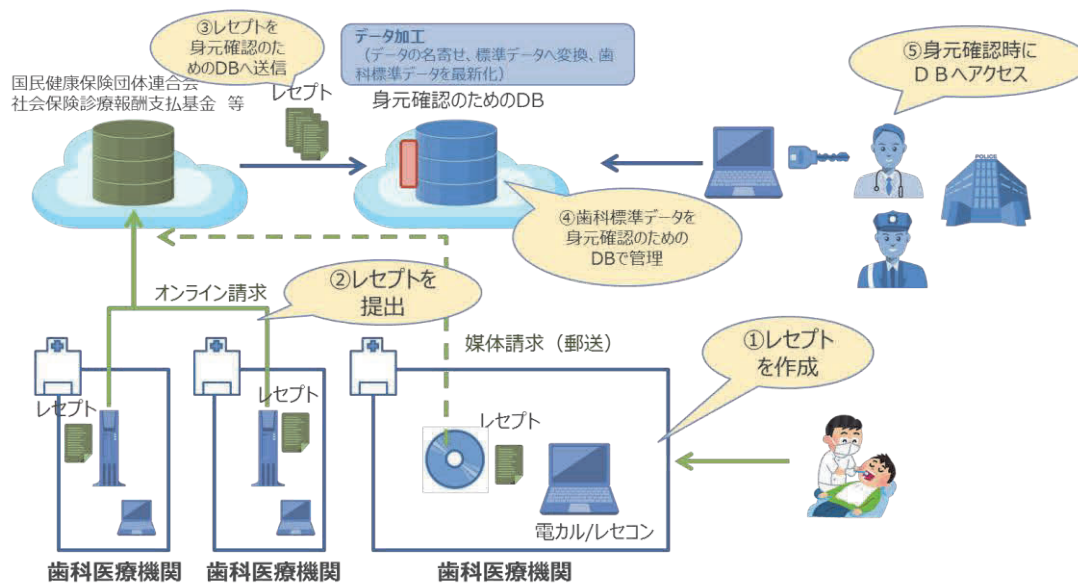 ③レセプトを
身元確認のた
めのDBへ送信
データ加工
（データの名寄せ、標準データへ変換、歯
科標準データを最新化）
⑤身元確認時に
ＤＢへアクセス
国民健康保険団体連合会
社会保険診療報酬支払基金 等
レセプト
身元確認のためのDB
POLICE
④歯科標準データを
身元確認のための
DBで管理
オンライン請求
②レセプトを
提出
媒体請求（郵送）
①レセプト
を作成
レセプト
レセプト
レセプト
電カル/レセコン
歯科医療機関
歯科医療機関
歯科医療機関